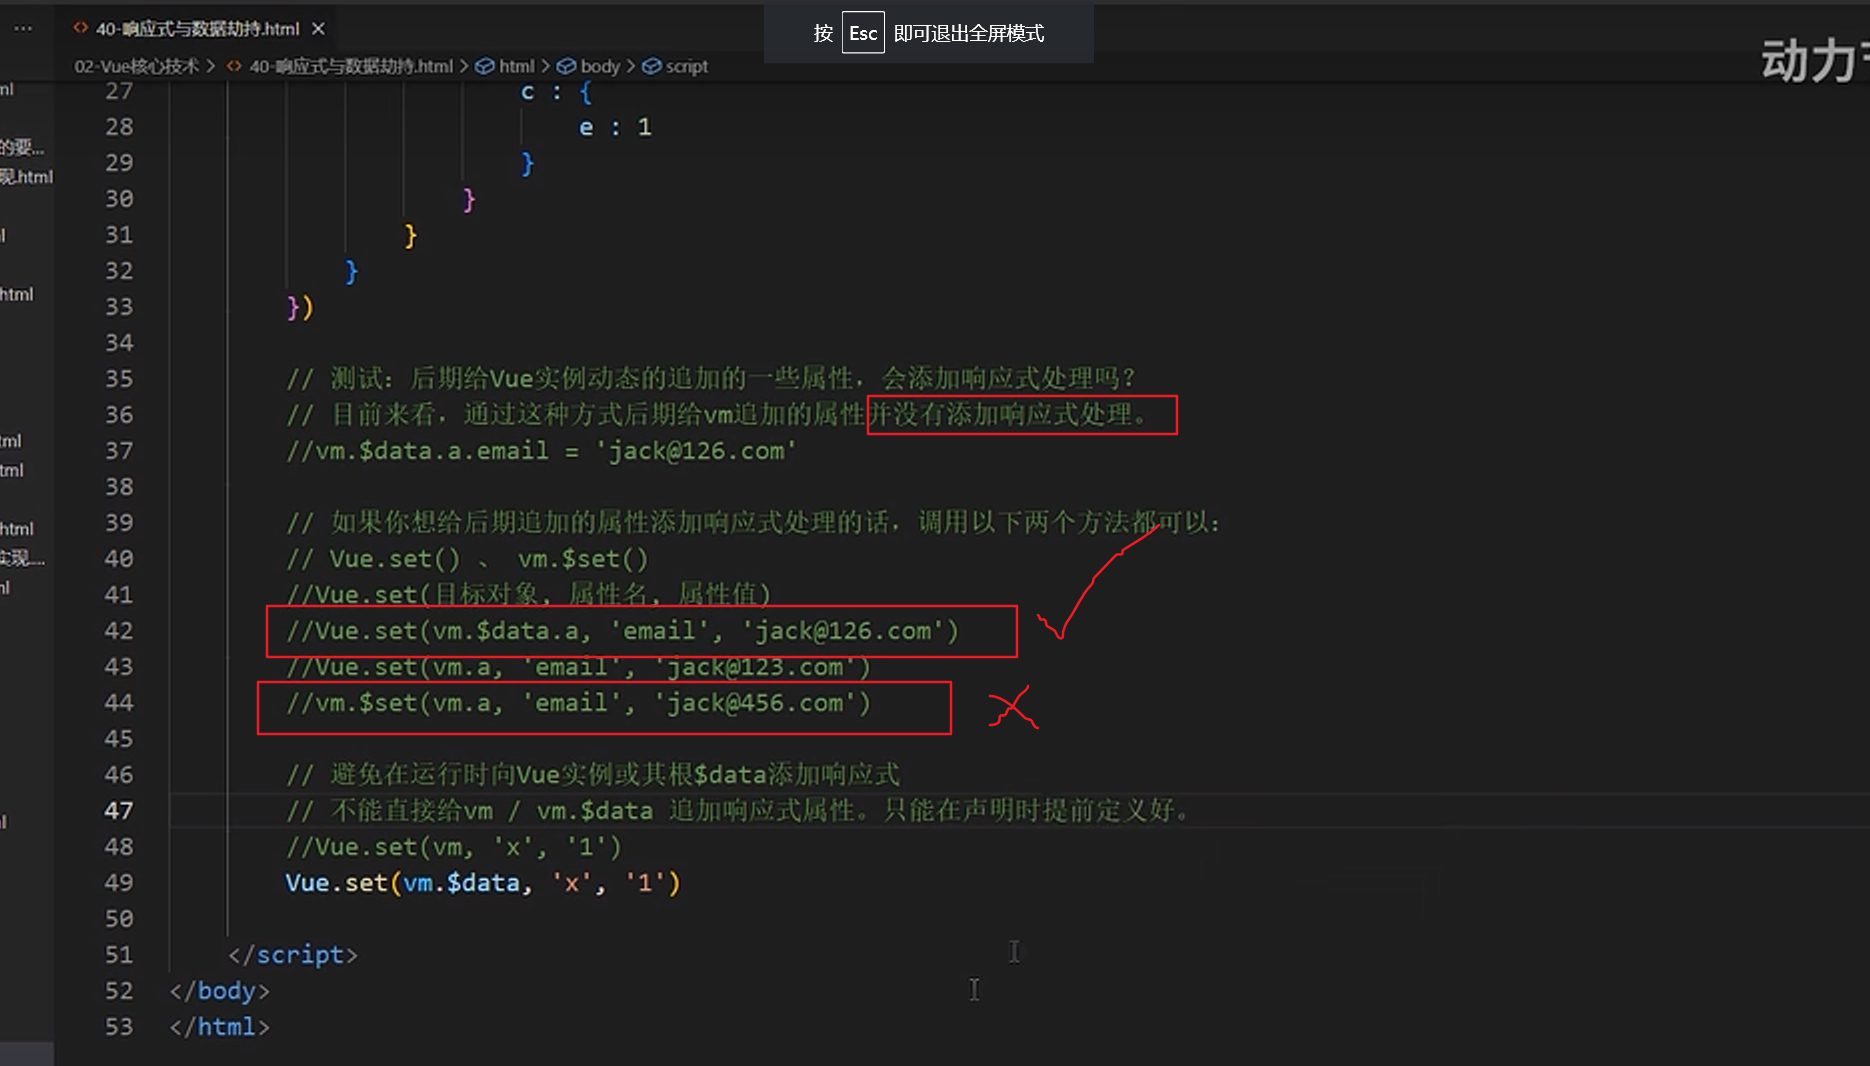 40-响应式与数据劫持.html
按 Esc 即可退出全屏模式
动力
02-Vue核心技术 > 40-响应式与数据劫持.html > html > body > script
ml
的要...
现.html
l
html
tml
tml
html
实现....
nl
l
27 c : {
28 e : 1
29 }
30 }
31 }
32 }
33 })
34
35 // 测试: 后期给Vue实例动态的追加的一些属性, 会添加响应式处理吗?
36 // 目前来看, 通过这种方式后期给vm追加的属性并没有添加响应式处理。
37 //vm.$data.a.email = 'jack@126.com'
38
39 // 如果你想给后期追加的属性添加响应式处理的话, 调用以下两个方法都可以:
40 // Vue.set() 、 vm.$set()
41 //Vue.set(目标对象, 属性名, 属性值)
42 //Vue.set(vm.$data.a, 'email', 'jack@126.com')
43 //Vue.set(vm.a, 'email', 'jack@123.com')
44 //vm.$set(vm.a, 'email', 'jack@456.com')
45
46 // 避免在运行时向Vue实例或其根$data添加响应式
47 // 不能直接给vm / vm.$data 追加响应式属性。只能在声明时提前定义好。
48 //Vue.set(vm, 'x', '1')
49 Vue.set(vm.$data, 'x', '1')
50
51 </script>
52 </body>
53 </html>